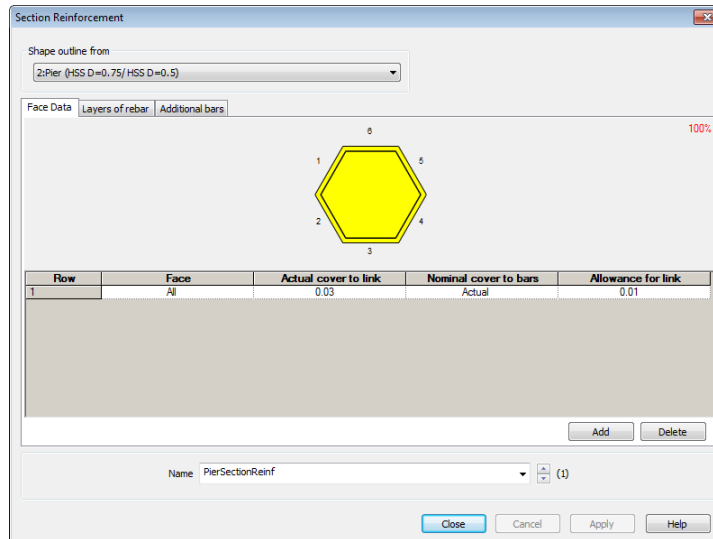 Section Reinforcement
Shape outline from
2:Pier (HSS D=0.75/ HSS D=0.5)
Face Data Layers of rebar Additional bars
100%
6
1 5
2 4
3
Row Face Actual cover to link Nominal cover to bars Allowance for link
1 All 0.03 Actual 0.01
Add Delete
Name PierSectionReinf (1)
Close Cancel Apply Help